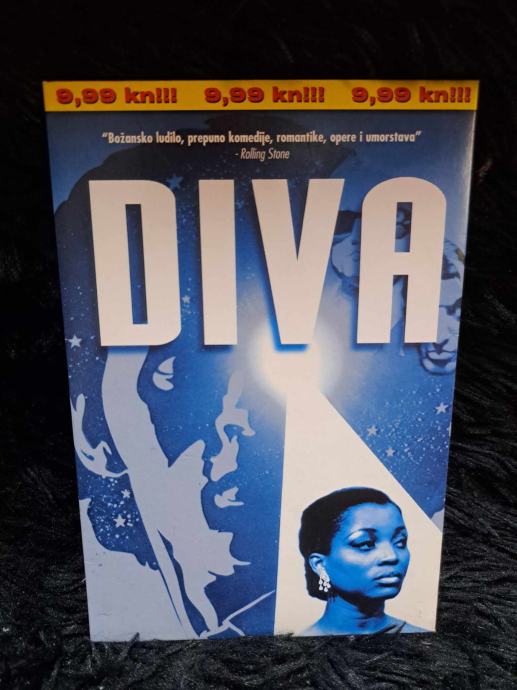 9,99 kn!!! 9,99 kn!!! 9,99 kn!!!
“Božansko ludilo, prepuno komedije, romantike, opere i umorstava”
- Rolling Stone
DIVA